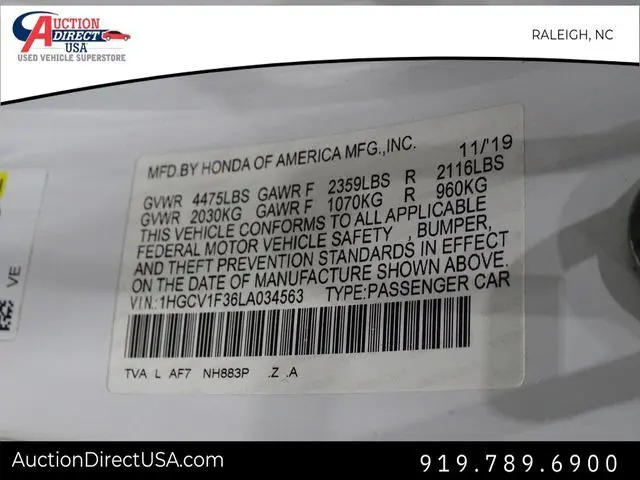 AUCTION
DIRECT
USA
USED VEHICLE SUPERSTORE
RALEIGH, NC
MFD.BY HONDA OF AMERICA MFG.,INC. 11/'19
GVWR 4475LBS GAWR F 2359LBS R 2116LBS
GVWR 2030KG GAWR F 1070KG R 960KG
THIS VEHICLE CONFORMS TO ALL APPLICABLE
FEDERAL MOTOR VEHICLE SAFETY , BUMPER,
AND THEFT PREVENTION STANDARDS IN EFFECT
ON THE DATE OF MANUFACTURE SHOWN ABOVE.
VIN:1HGCV1F36LA034563 TYPE:PASSENGER CAR
TVA L AF7 NH883P .Z .A
VE
AuctionDirectUSA.com
919.789.6900